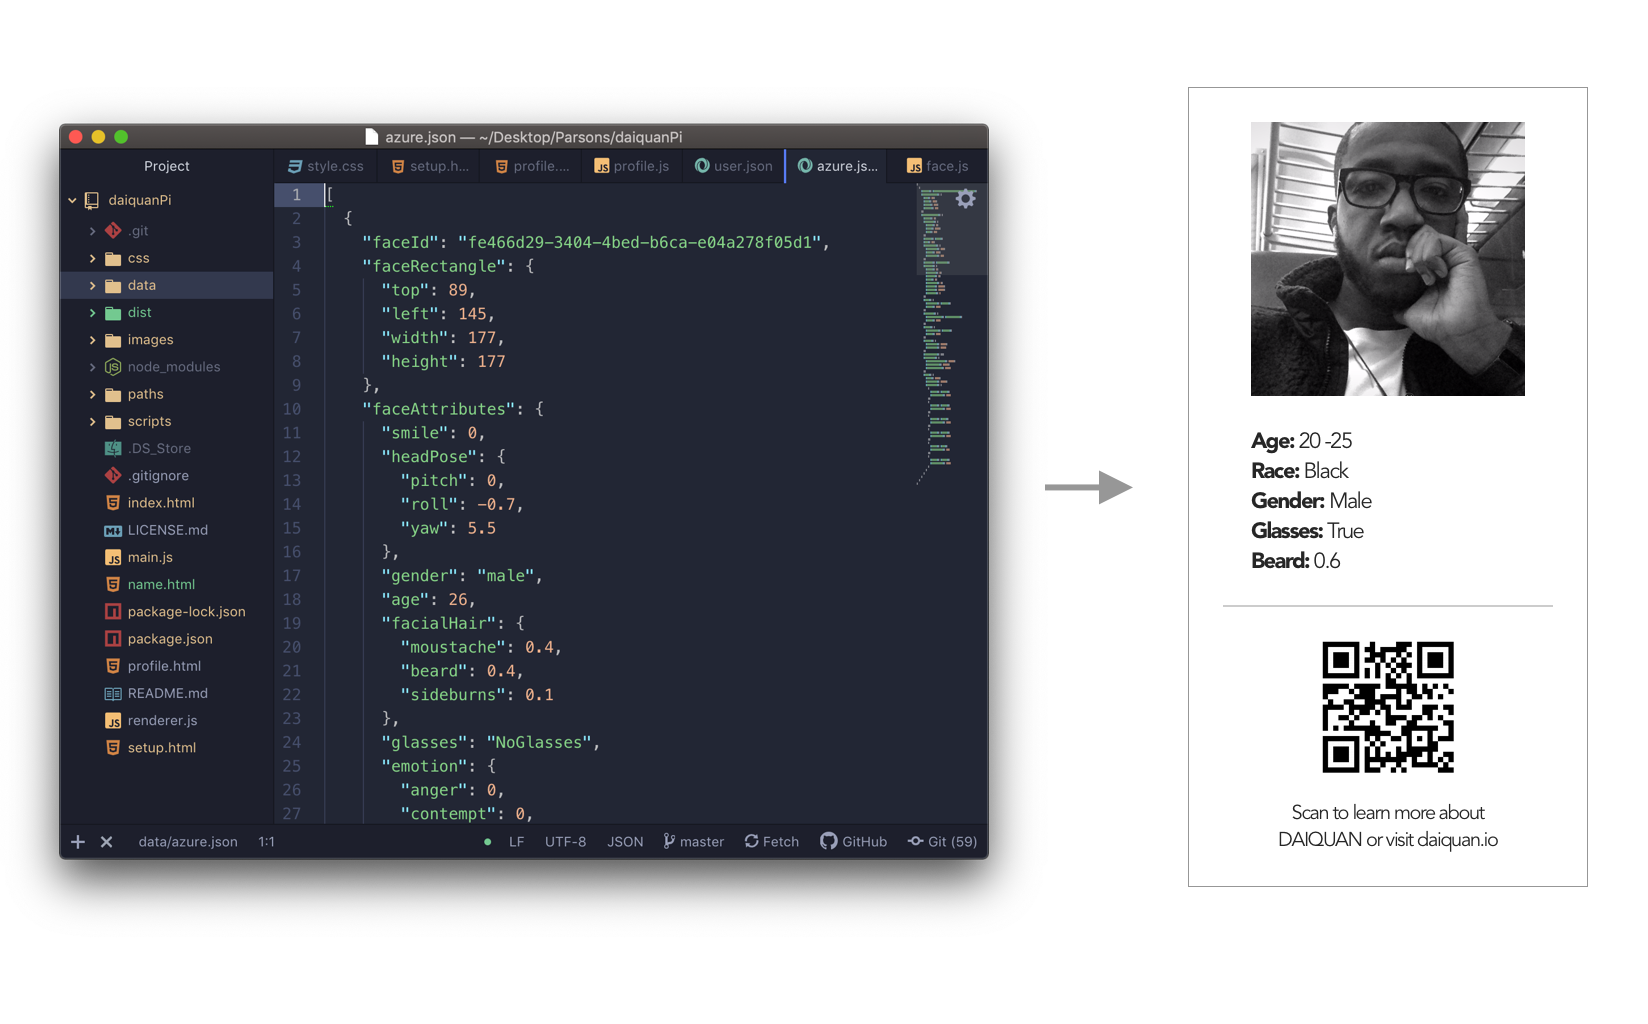 azure.json — ~/Desktop/Parsons/daiquanPi
Project
style.css
setup.h...
profile....
profile.js
user.json
azure.js...
face.js
daiquanPi
.git
css
data
dist
images
node_modules
paths
scripts
.DS_Store
.gitignore
index.html
LICENSE.md
main.js
name.html
package-lock.json
package.json
profile.html
README.md
renderer.js
setup.html
1 [
2 {
3 "faceId": "fe466d29-3404-4bed-b6ca-e04a278f05d1",
4 "faceRectangle": {
5 "top": 89,
6 "left": 145,
7 "width": 177,
8 "height": 177
9 },
10 "faceAttributes": {
11 "smile": 0,
12 "headPose": {
13 "pitch": 0,
14 "roll": -0.7,
15 "yaw": 5.5
16 },
17 "gender": "male",
18 "age": 26,
19 "facialHair": {
20 "moustache": 0.4,
21 "beard": 0.4,
22 "sideburns": 0.1
23 },
24 "glasses": "NoGlasses",
25 "emotion": {
26 "anger": 0,
27 "contempt": 0,
data/azure.json 1:1 LF UTF-8 JSON master Fetch GitHub Git (59)
Age: 20 -25
Race: Black
Gender: Male
Glasses: True
Beard: 0.6
Scan to learn more about
DAIQUAN or visit daiquan.io